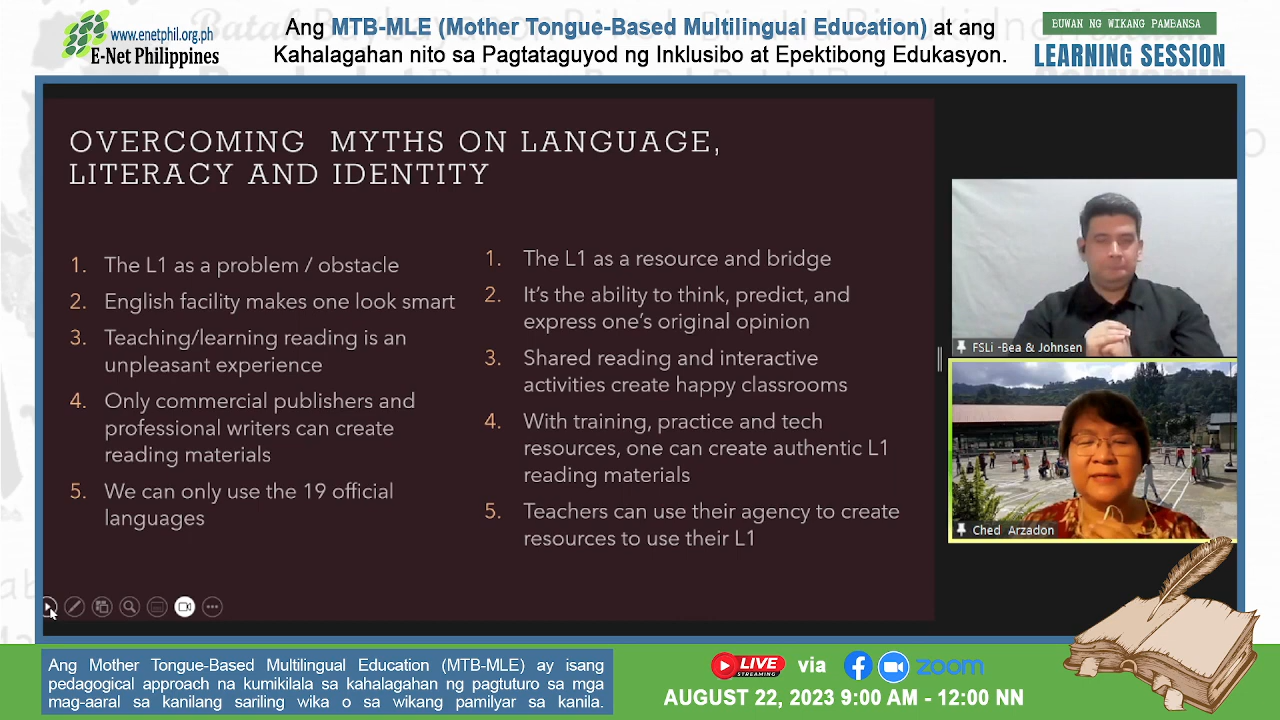 www.enetphil.org.ph
E-Net Philippines
Ang MTB-MLE (Mother Tongue-Based Multilingual Education) at ang
Kahalagahan nito sa Pagtataguyod ng Inklusibo at Epektibong Edukasyon.
BUWAN NG WIKANG PAMBANSA
LEARNING SESSION
OVERCOMING MYTHS ON LANGUAGE,
LITERACY AND IDENTITY
1. The L1 as a problem / obstacle
2. English facility makes one look smart
3. Teaching/learning reading is an
unpleasant experience
4. Only commercial publishers and
professional writers can create
reading materials
5. We can only use the 19 official
languages
1. The L1 as a resource and bridge
2. It's the ability to think, predict, and
express one's original opinion
3. Shared reading and interactive
activities create happy classrooms
4. With training, practice and tech
resources, one can create authentic L1
reading materials
5. Teachers can use their agency to create
resources to use their L1
FSLi -Bea & Johnsen
Ched Arzadon
Ang Mother Tongue-Based Multilingual Education (MTB-MLE) ay isang
pedagogical approach na kumikilala sa kahalagahan ng pagtuturo sa mga
mag-aaral sa kanilang sariling wika o sa wikang pamilyar sa kanila.
LIVE
STREAMING
via
zoom
AUGUST 22, 2023 9:00 AM - 12:00 NN